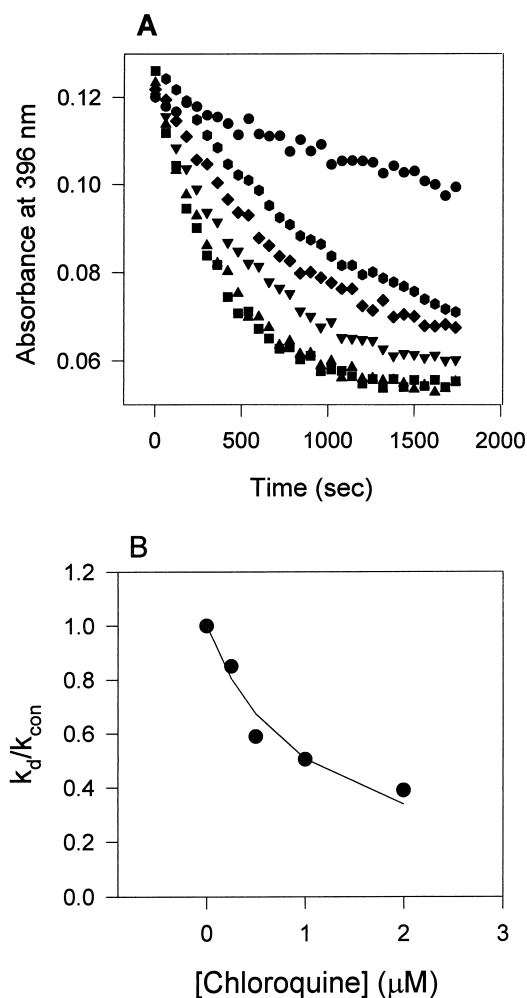 A
Absorbance at 396 nm
0.12
0.10
0.08
0.06
0 500 1000 1500 2000
Time (sec)
B
k_d/k_con
1.2
1.0
0.8
0.6
0.4
0.2
0.0
0 1 2 3
[Chloroquine] (μM)